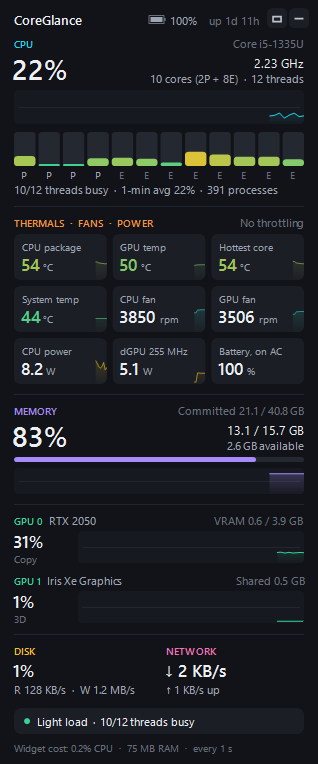 CoreGlance 100% up 1d 11h
CPU Core i5-1335U
22% 2.23 GHz
10 cores (2P + 8E) · 12 threads
P P P P E E E E E E E E
10/12 threads busy · 1-min avg 22% · 391 processes
THERMALS · FANS · POWER No throttling
CPU package GPU temp Hottest core
54 °C 50 °C 54 °C
System temp CPU fan GPU fan
44 °C 3850 rpm 3506 rpm
CPU power dGPU 255 MHz Battery, on AC
8.2 W 5.1 W 100 %
MEMORY Committed 21.1 / 40.8 GB
83% 13.1 / 15.7 GB
2.6 GB available
GPU 0 RTX 2050 VRAM 0.6 / 3.9 GB
31%
Copy
GPU 1 Iris Xe Graphics Shared 0.5 GB
1%
3D
DISK NETWORK
1% ↓ 2 KB/s
R 128 KB/s · W 1.2 MB/s ↑ 1 KB/s up
Light load · 10/12 threads busy
Widget cost: 0.2% CPU · 75 MB RAM · every 1 s